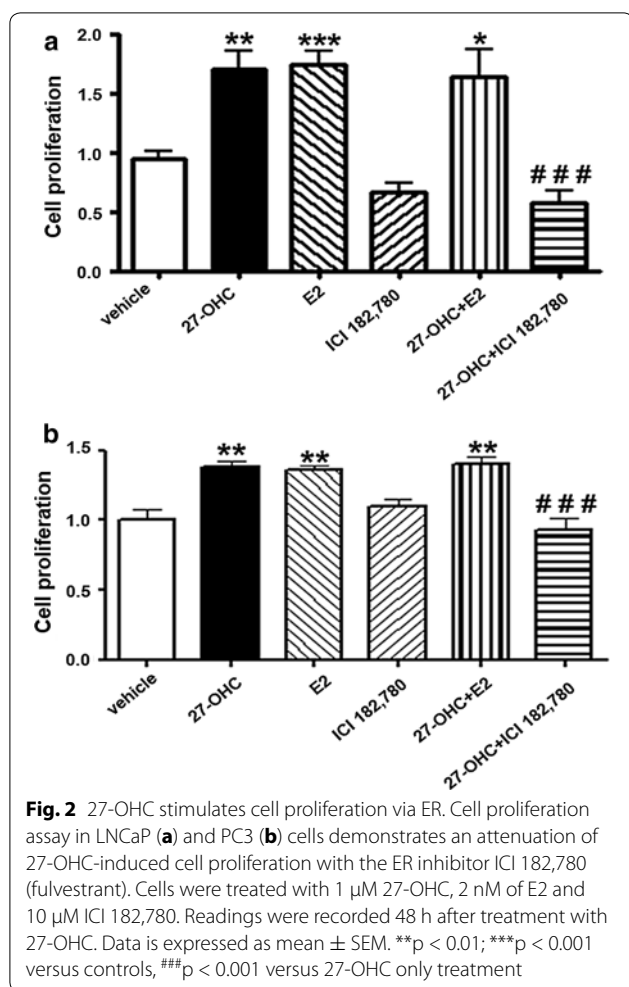 a
2.0
**
***
*
1.5
1.0
###
0.5
0.0
Cell proliferation
vehicle
27-OHC
E2
ICI 182,780
27-OHC+E2
27-OHC+ICI 182,780
b
1.5
**
**
**
1.0
###
0.5
0.0
Cell proliferation
vehicle
27-OHC
E2
ICI 182,780
27-OHC+E2
27-OHC+ICI 182,780
Fig. 2 27-OHC stimulates cell proliferation via ER. Cell proliferation
assay in LNCaP (a) and PC3 (b) cells demonstrates an attenuation of
27-OHC-induced cell proliferation with the ER inhibitor ICI 182,780
(fulvestrant). Cells were treated with 1 μM 27-OHC, 2 nM of E2 and
10 μM ICI 182,780. Readings were recorded 48 h after treatment with
27-OHC. Data is expressed as mean ± SEM. **p < 0.01; ***p < 0.001
versus controls, ###p < 0.001 versus 27-OHC only treatment